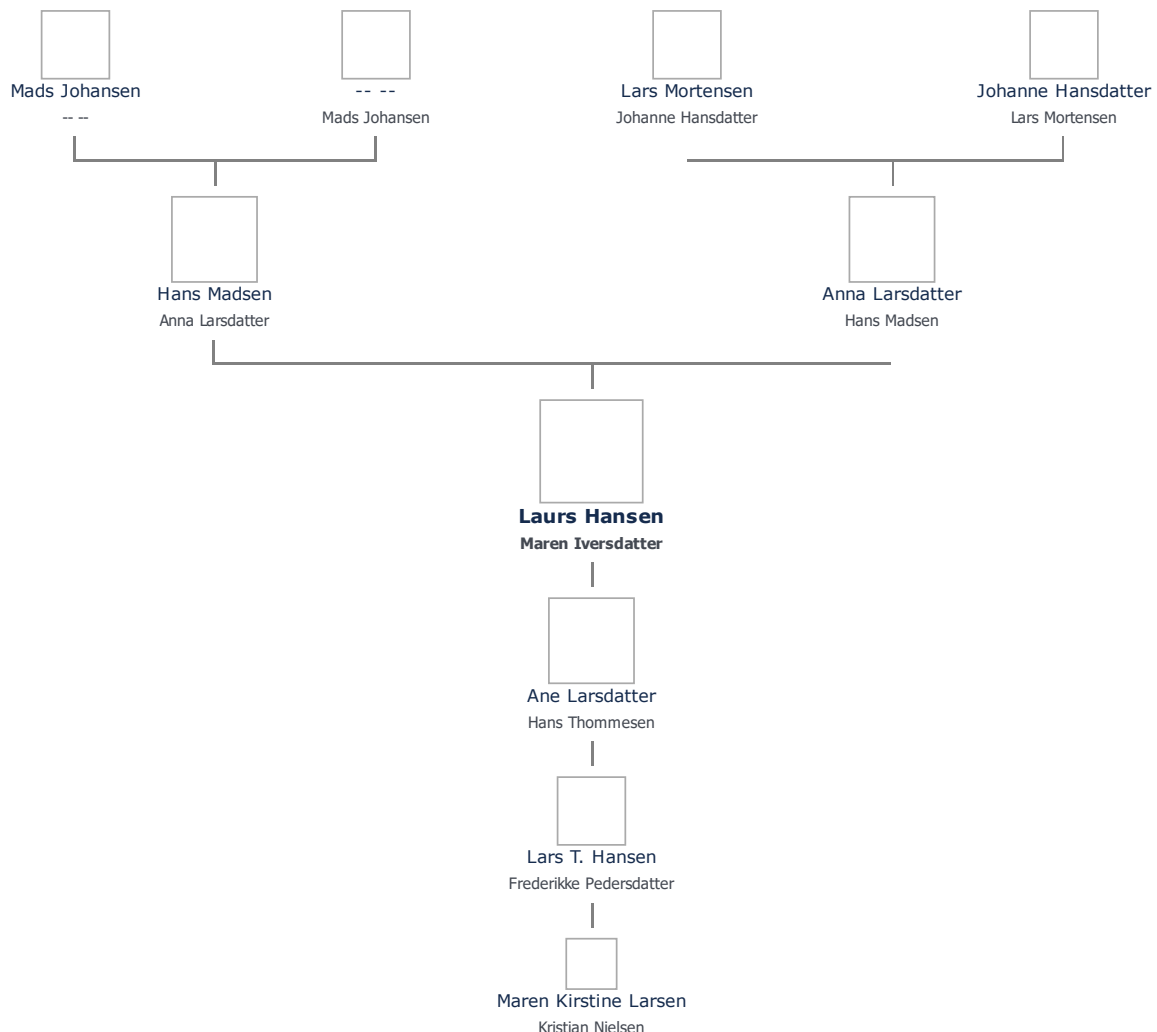 Mads Johansen
-- --
-- --
Mads Johansen
Lars Mortensen
Johanne Hansdatter
Johanne Hansdatter
Lars Mortensen
Hans Madsen
Anna Larsdatter
Anna Larsdatter
Hans Madsen
Laurs Hansen
Maren Iversdatter
Ane Larsdatter
Hans Thommesen
Lars T. Hansen
Frederikke Pedersdatter
Maren Kirstine Larsen
Kristian Nielsen